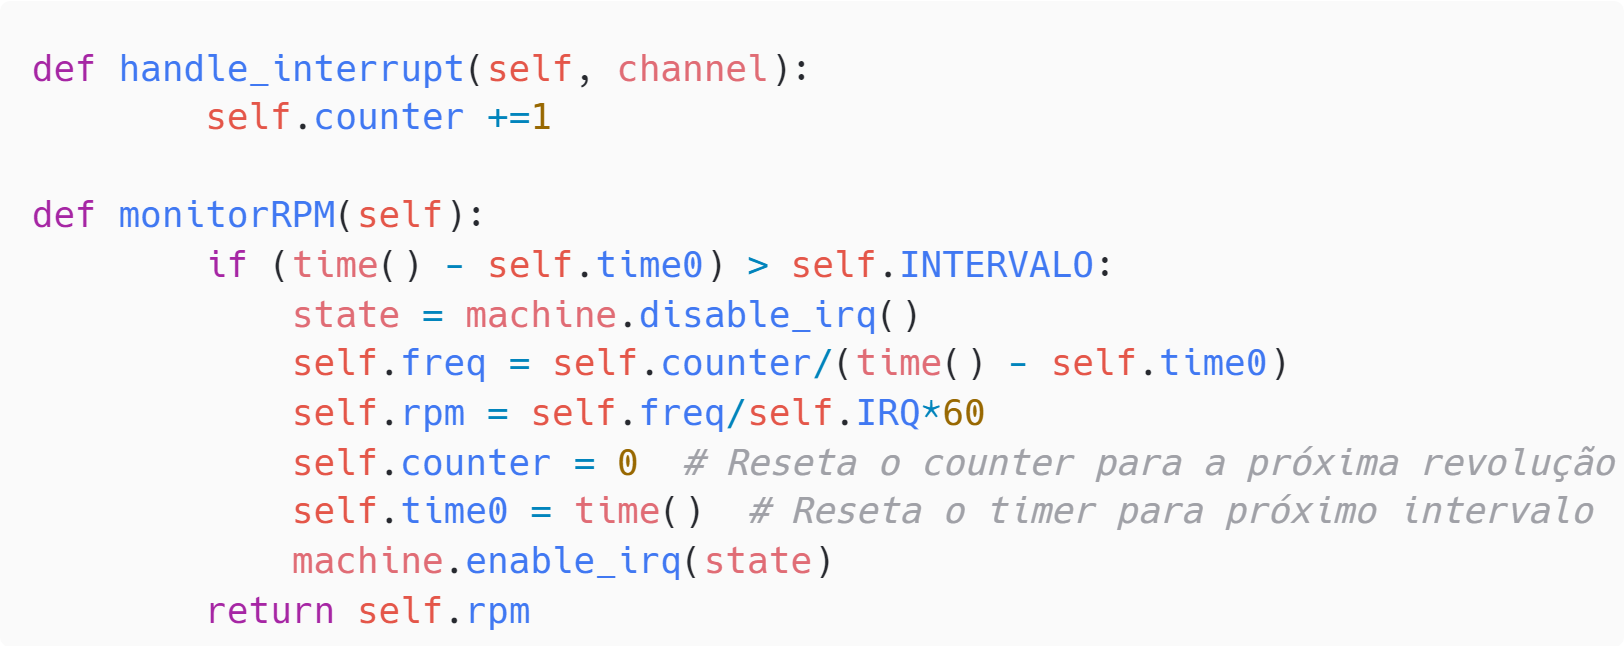 def handle_interrupt(self, channel):
        self.counter +=1

def monitorRPM(self):
        if (time() - self.time0) > self.INTERVALO:
            state = machine.disable_irq()
            self.freq = self.counter/(time() - self.time0)
            self.rpm = self.freq/self.IRQ*60
            self.counter = 0  # Reseta o counter para a próxima revolução
            self.time0 = time()  # Reseta o timer para próximo intervalo
            machine.enable_irq(state)
        return self.rpm